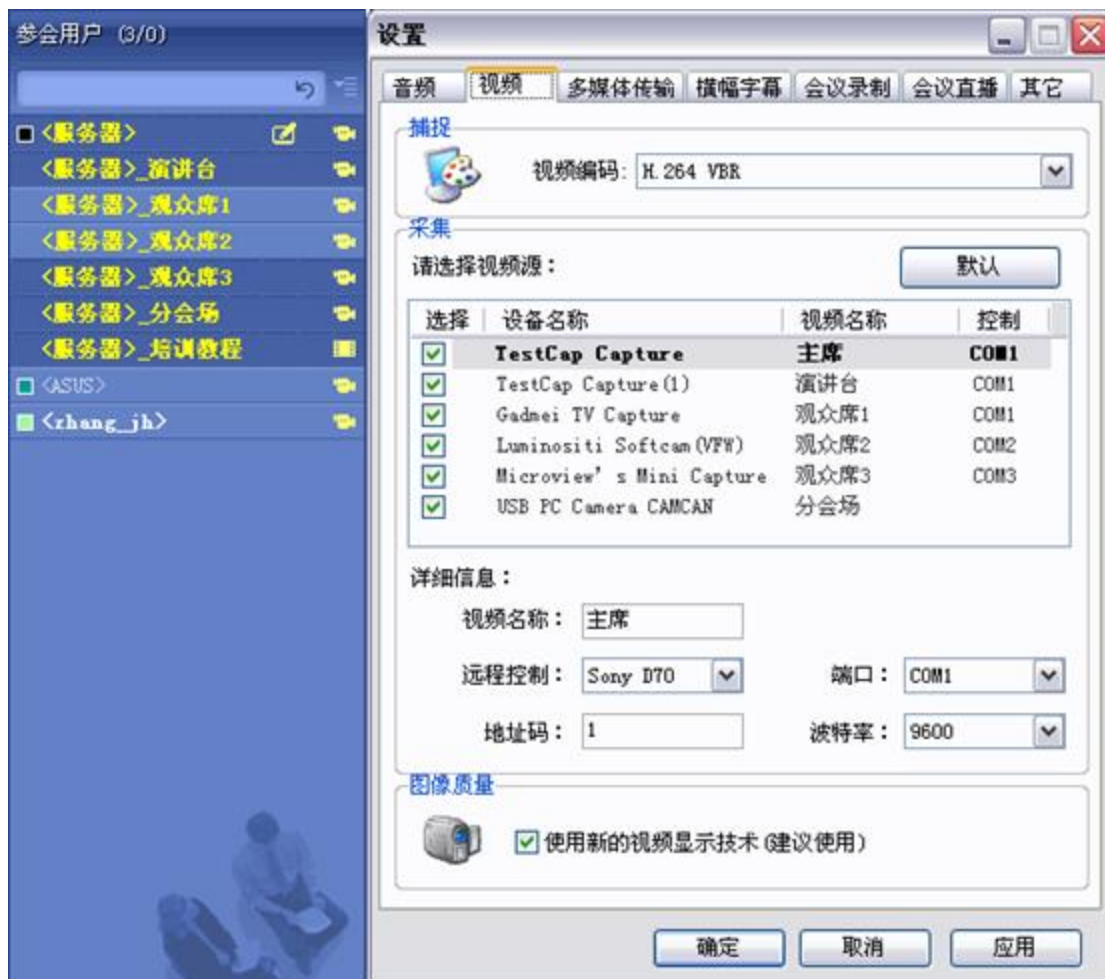 参会用户 (3/0)
<服务器>
<服务器>_演讲台
<服务器>_观众席1
<服务器>_观众席2
<服务器>_观众席3
<服务器>_分会场
<服务器>_培训教程
<ASUS>
<zhang_jh>
设置
音频 视频 多媒体传输 横幅字幕 会议录制 会议直播 其它
捕捉
视频编码: H.264 VBR
采集
请选择视频源： 默认
选择 设备名称 视频名称 控制
TestCap Capture 主席 COM1
TestCap Capture(1) 演讲台 COM1
Gadmei TV Capture 观众席1 COM1
Luminositi Softcam(VFW) 观众席2 COM2
Microview's Mini Capture 观众席3 COM3
USB PC Camera CAMCAN 分会场
详细信息：
视频名称： 主席
远程控制： Sony D70 端口： COM1
地址码： 1 波特率： 9600
图像质量
使用新的视频显示技术(建议使用)
确定 取消 应用